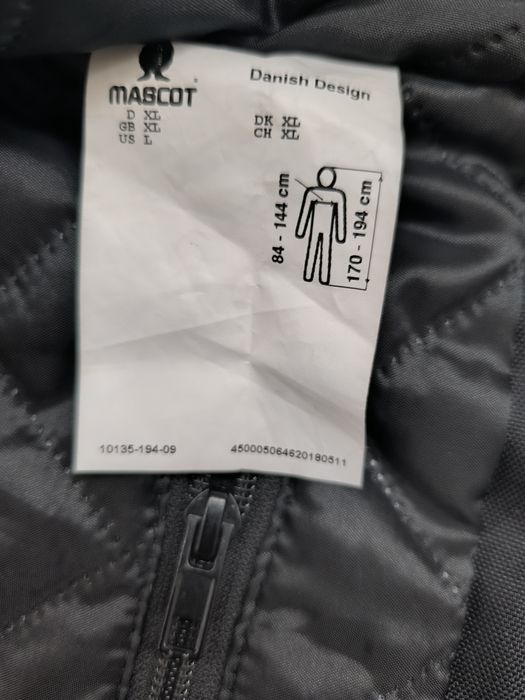 MASCOT
Danish Design
D XL
GB XL
US L
DK XL
CH XL
84 - 144 cm
170 - 194 cm
10135-194-09
450005064620180511